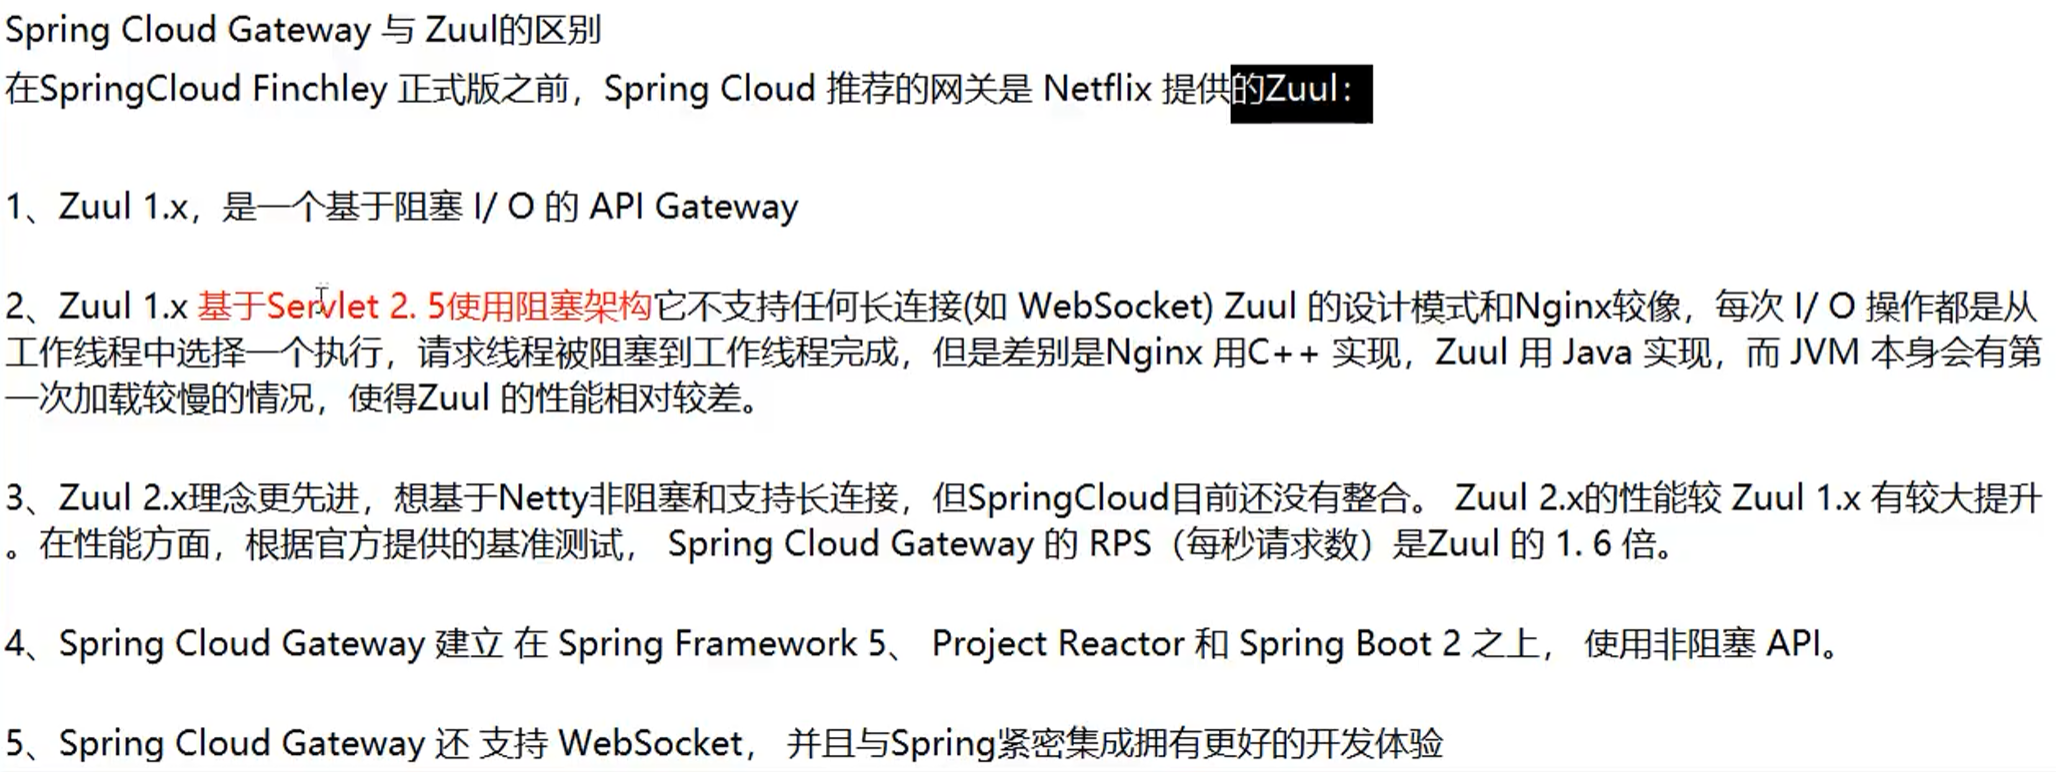 Spring Cloud Gateway 与 Zuul的区别
在SpringCloud Finchley 正式版之前，Spring Cloud 推荐的网关是 Netflix 提供的Zuul：
1、Zuul 1.x，是一个基于阻塞 I/ O 的 API Gateway
2、Zuul 1.x 基于Servlet 2. 5使用阻塞架构它不支持任何长连接(如 WebSocket) Zuul 的设计模式和Nginx较像，每次 I/ O 操作都是从
工作线程中选择一个执行，请求线程被阻塞到工作线程完成，但是差别是Nginx 用C++ 实现，Zuul 用 Java 实现，而 JVM 本身会有第
一次加载较慢的情况，使得Zuul 的性能相对较差。
3、Zuul 2.x理念更先进，想基于Netty非阻塞和支持长连接，但SpringCloud目前还没有整合。 Zuul 2.x的性能较 Zuul 1.x 有较大提升
。在性能方面，根据官方提供的基准测试， Spring Cloud Gateway 的 RPS（每秒请求数）是Zuul 的 1. 6 倍。
4、Spring Cloud Gateway 建立 在 Spring Framework 5、 Project Reactor 和 Spring Boot 2 之上， 使用非阻塞 API。
5、Spring Cloud Gateway 还 支持 WebSocket， 并且与Spring紧密集成拥有更好的开发体验